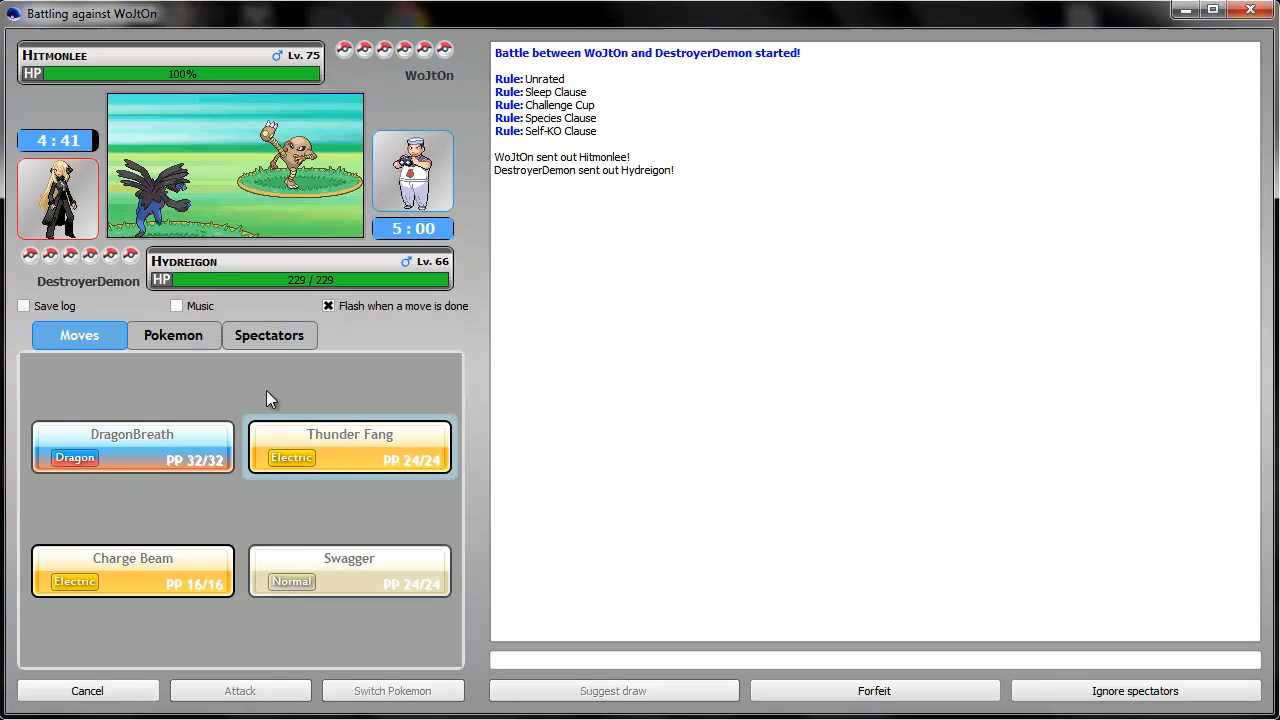 Battling against WoJtOn
HITMONLEE ♂ Lv. 75
HP 100%
WoJtOn
4:41
5:00
HYDREIGON ♂ Lv. 66
HP 229 / 229
DestroyerDemon
Save log
Music
Flash when a move is done
Moves
Pokemon
Spectators
DragonBreath
Dragon PP 32/32
Thunder Fang
Electric PP 24/24
Charge Beam
Electric PP 16/16
Swagger
Normal PP 24/24
Cancel
Attack
Switch Pokemon
Battle between WoJtOn and DestroyerDemon started!
Rule: Unrated
Rule: Sleep Clause
Rule: Challenge Cup
Rule: Species Clause
Rule: Self-KO Clause
WoJtOn sent out Hitmonlee!
DestroyerDemon sent out Hydreigon!
Suggest draw
Forfeit
Ignore spectators